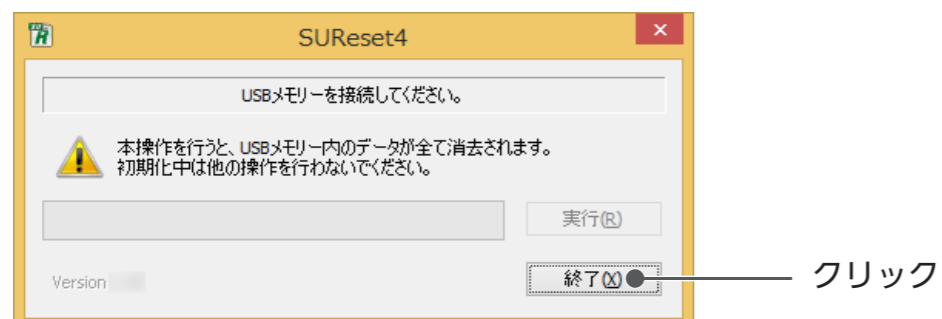 SUReset4
USBメモリーを接続してください。
本操作を行うと、USBメモリー内のデータが全て消去されます。
初期化中は他の操作を行わないでください。
実行(R)
Version
終了(X)
クリック